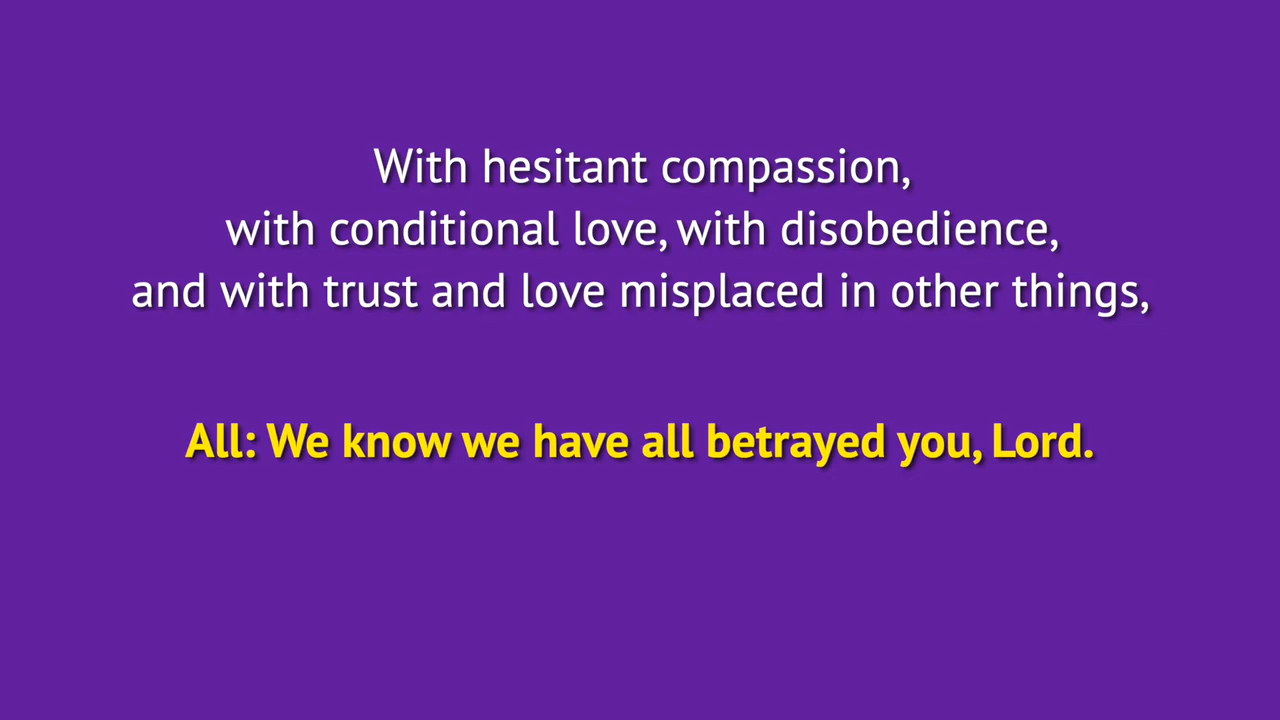 With hesitant compassion,
with conditional love, with disobedience,
and with trust and love misplaced in other things,
All: We know we have all betrayed you, Lord.